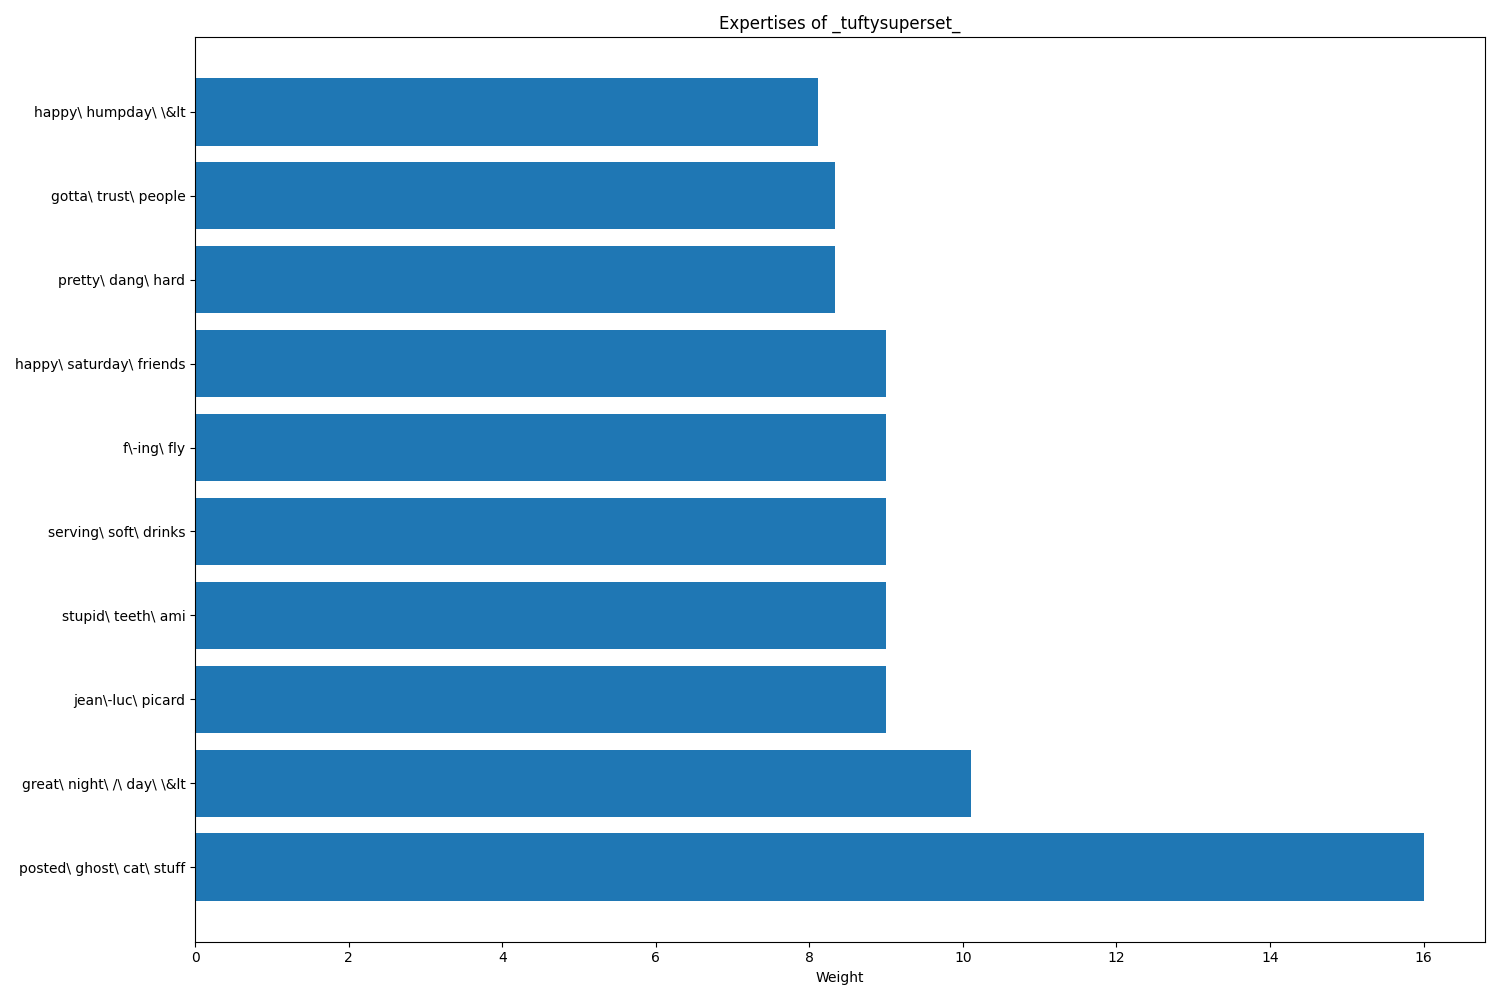 Expertises of _tuftysuperset_
happy\ humpday\ \&lt
gotta\ trust\ people
pretty\ dang\ hard
happy\ saturday\ friends
f\-ing\ fly
serving\ soft\ drinks
stupid\ teeth\ ami
jean\-luc\ picard
great\ night\ /\ day\ \&lt
posted\ ghost\ cat\ stuff
0 2 4 6 8 10 12 14 16
Weight